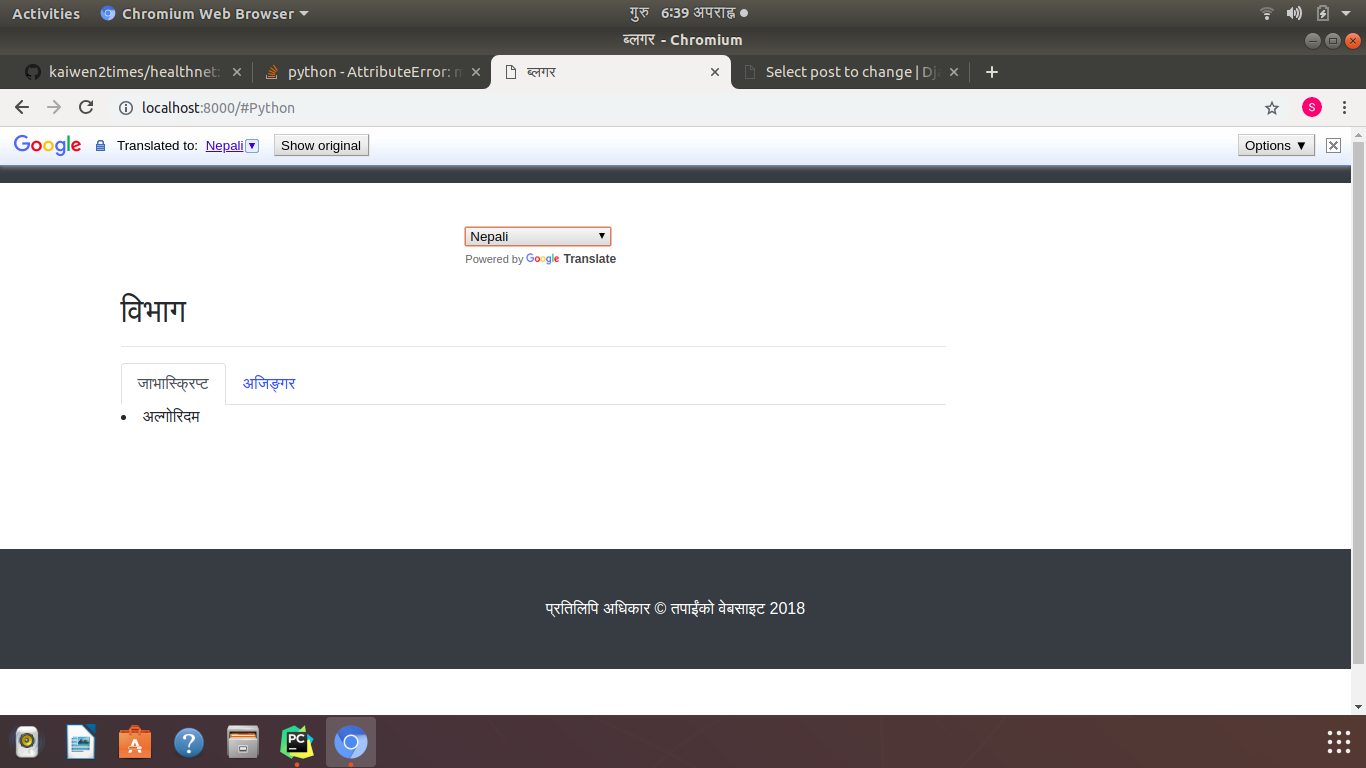 Activities Chromium Web Browser गुरु 6:39 अपराह्न
ब्लगर - Chromium
kaiwen2times/healthnet: python - AttributeError: ब्लगर Select post to change | Dj
localhost:8000/#Python S
Google Translated to: Nepali Show original Options ▼
Nepali
Powered by Google Translate
विभाग
जाभास्क्रिप्ट अजिङ्गर
• अल्गोरिदम
प्रतिलिपि अधिकार © तपाईंको वेबसाइट 2018
PC